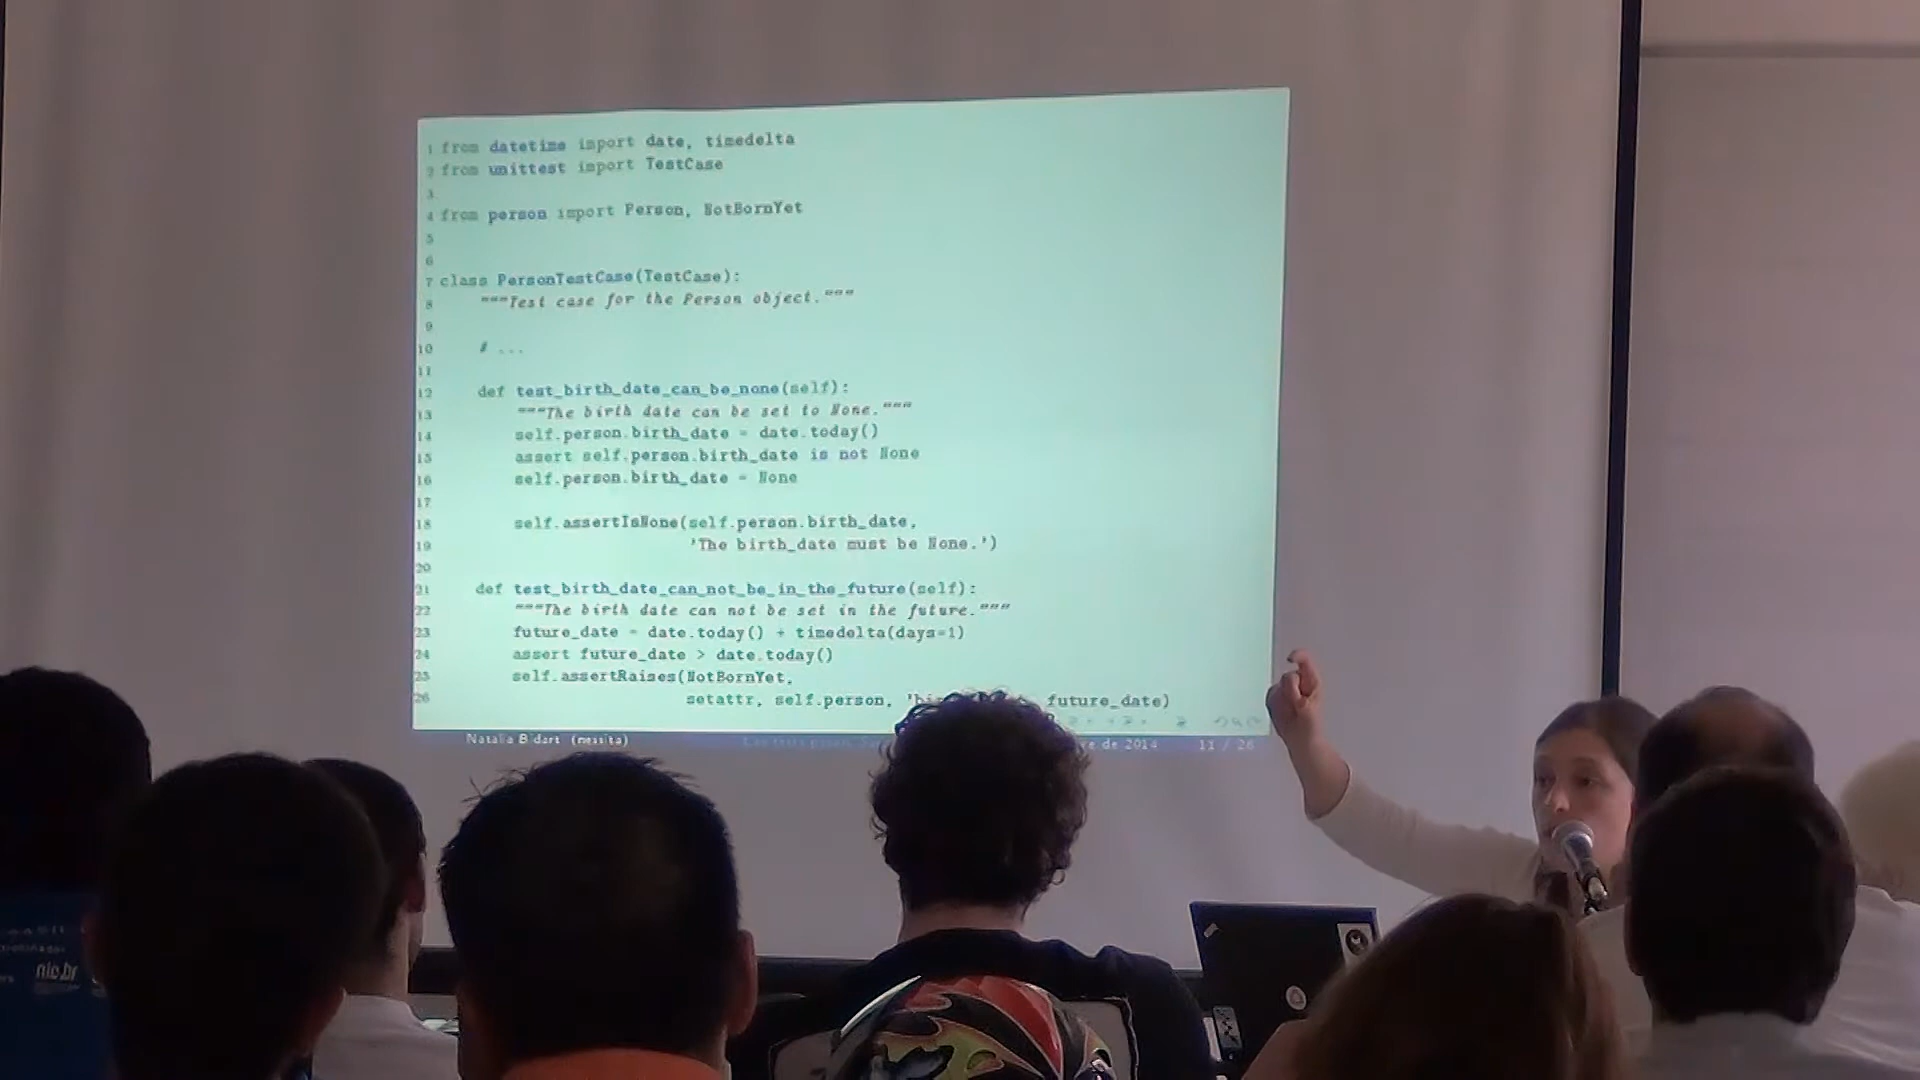 1 from datetime import date, timedelta
2 from unittest import TestCase
3
4 from person import Person, NotBornYet
5
6
7 class PersonTestCase(TestCase):
8 """Test case for the Person object."""
9
10 # ...
11
12 def test_birth_date_can_be_none(self):
13 """The birth date can be set to None."""
14 self.person.birth_date = date.today()
15 assert self.person.birth_date is not None
16 self.person.birth_date = None
17
18 self.assertIsNone(self.person.birth_date,
19 'The birth_date must be None.')
20
21 def test_birth_date_can_not_be_in_the_future(self):
22 """The birth date can not be set in the future."""
23 future_date = date.today() + timedelta(days=1)
24 assert future_date > date.today()
25 self.assertRaises(NotBornYet,
26 setattr, self.person, future_date)
Natalia Bidart (nessita) de 2014 11 / 26
nic.br